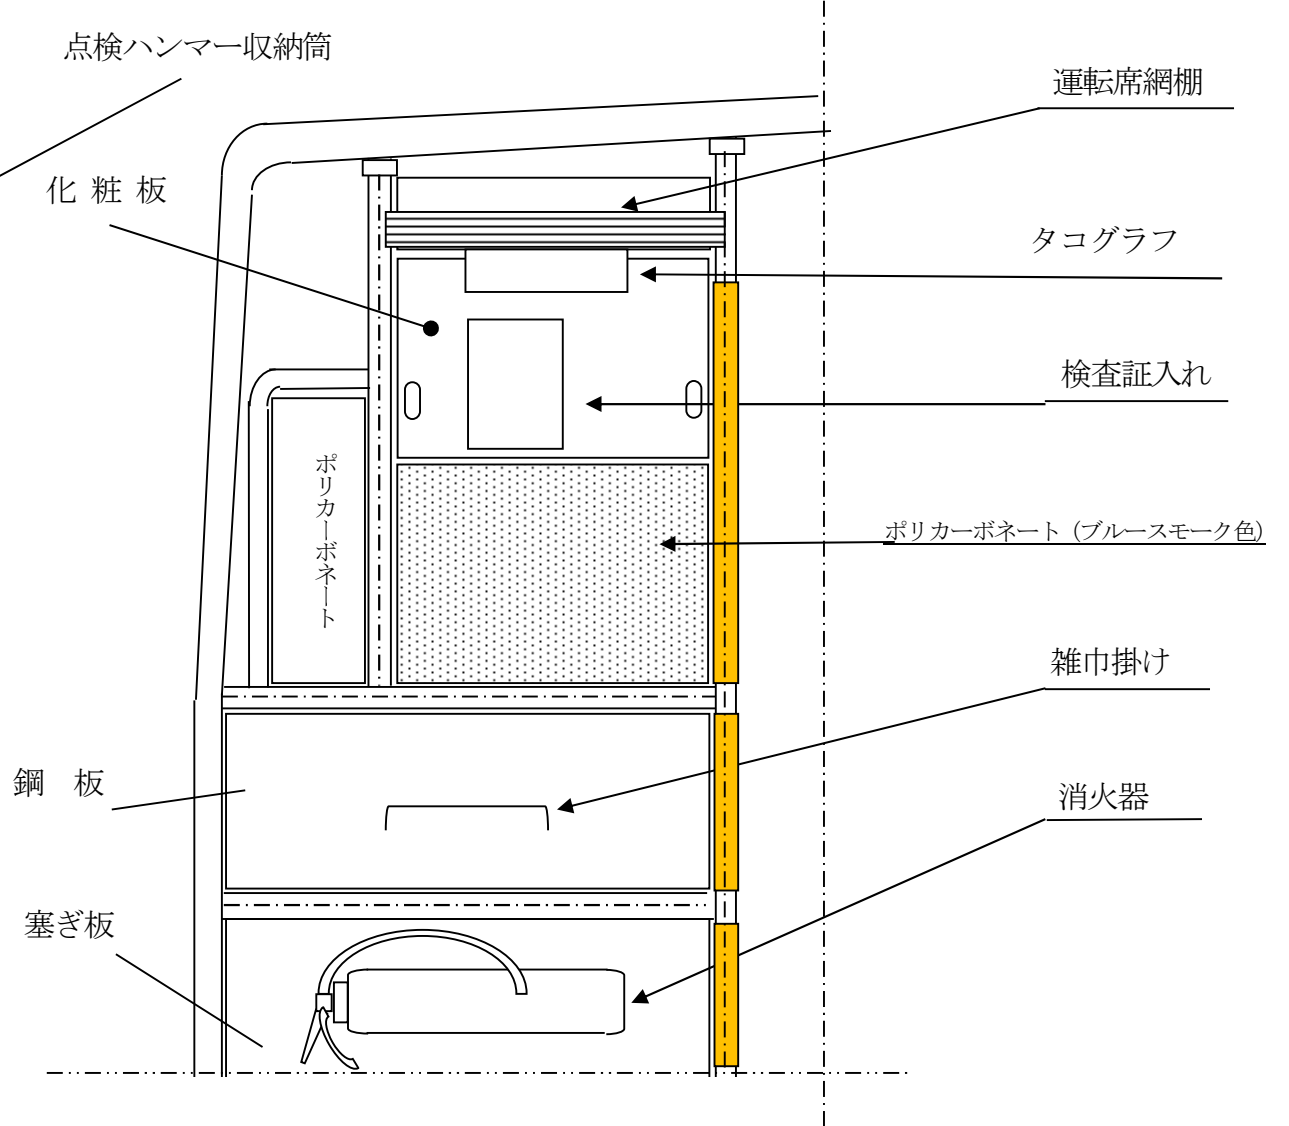 点検ハンマー収納筒
運転席網棚
化 粧 板
タコグラフ
検査証入れ
ポリカーボネート
ポリカーボネート（ブルースモーク色）
雑巾掛け
鋼　板
消火器
塞ぎ板